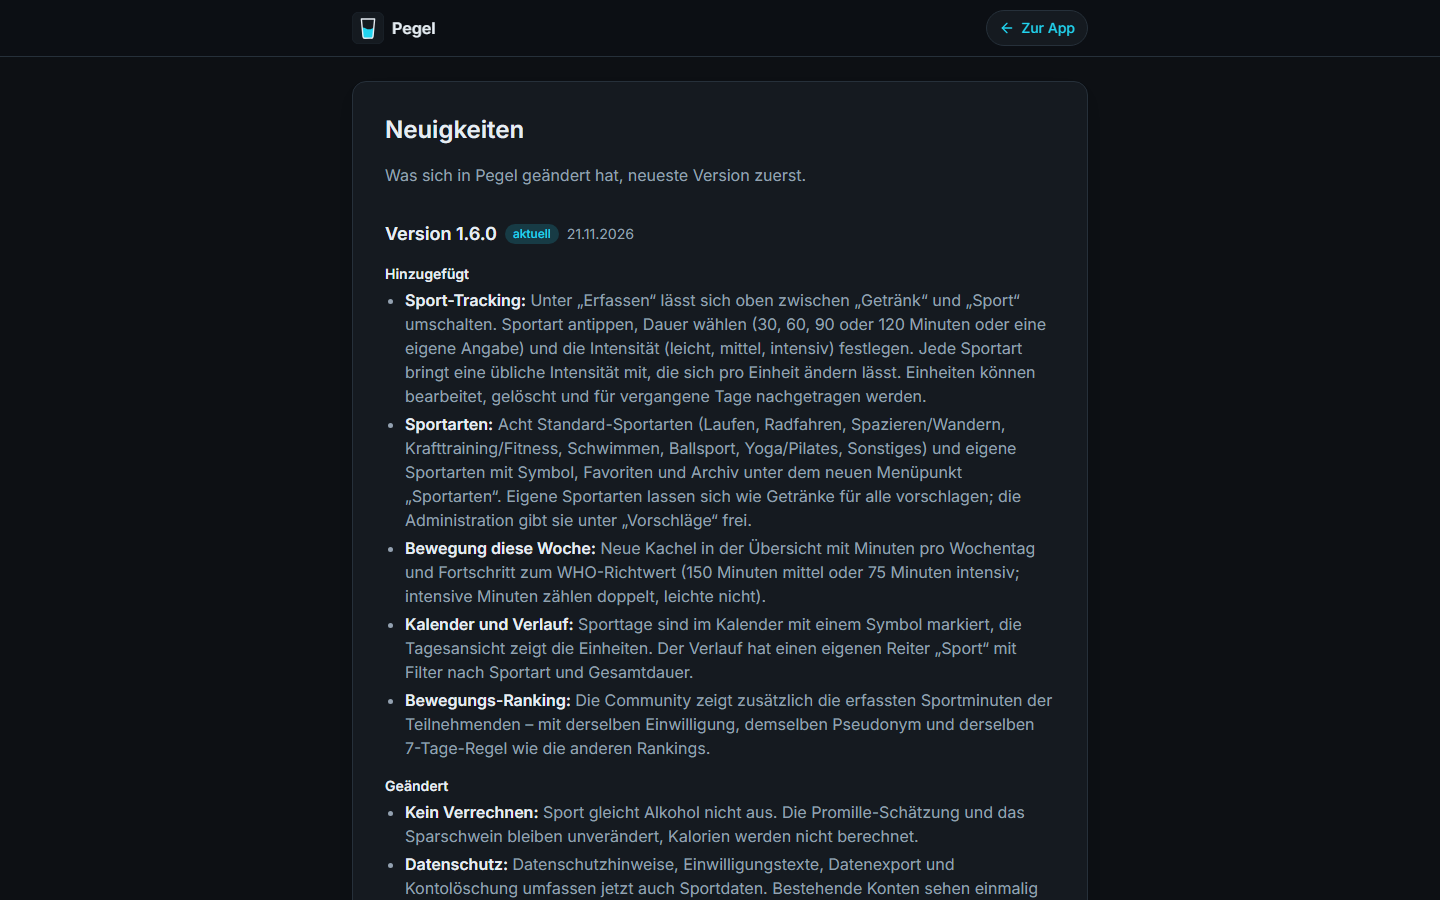 Pegel
← Zur App
Neuigkeiten
Was sich in Pegel geändert hat, neueste Version zuerst.
Version 1.6.0 aktuell 21.11.2026
Hinzugefügt
• Sport-Tracking: Unter „Erfassen“ lässt sich oben zwischen „Getränk“ und „Sport“
umschalten. Sportart antippen, Dauer wählen (30, 60, 90 oder 120 Minuten oder eine
eigene Angabe) und die Intensität (leicht, mittel, intensiv) festlegen. Jede Sportart
bringt eine übliche Intensität mit, die sich pro Einheit ändern lässt. Einheiten können
bearbeitet, gelöscht und für vergangene Tage nachgetragen werden.
• Sportarten: Acht Standard-Sportarten (Laufen, Radfahren, Spazieren/Wandern,
Krafttraining/Fitness, Schwimmen, Ballsport, Yoga/Pilates, Sonstiges) und eigene
Sportarten mit Symbol, Favoriten und Archiv unter dem neuen Menüpunkt
„Sportarten“. Eigene Sportarten lassen sich wie Getränke für alle vorschlagen; die
Administration gibt sie unter „Vorschläge“ frei.
• Bewegung diese Woche: Neue Kachel in der Übersicht mit Minuten pro Wochentag
und Fortschritt zum WHO-Richtwert (150 Minuten mittel oder 75 Minuten intensiv;
intensive Minuten zählen doppelt, leichte nicht).
• Kalender und Verlauf: Sporttage sind im Kalender mit einem Symbol markiert, die
Tagesansicht zeigt die Einheiten. Der Verlauf hat einen eigenen Reiter „Sport“ mit
Filter nach Sportart und Gesamtdauer.
• Bewegungs-Ranking: Die Community zeigt zusätzlich die erfassten Sportminuten der
Teilnehmenden – mit derselben Einwilligung, demselben Pseudonym und derselben
7-Tage-Regel wie die anderen Rankings.
Geändert
• Kein Verrechnen: Sport gleicht Alkohol nicht aus. Die Promille-Schätzung und das
Sparschwein bleiben unverändert, Kalorien werden nicht berechnet.
• Datenschutz: Datenschutzhinweise, Einwilligungstexte, Datenexport und
Kontolöschung umfassen jetzt auch Sportdaten. Bestehende Konten sehen einmalig